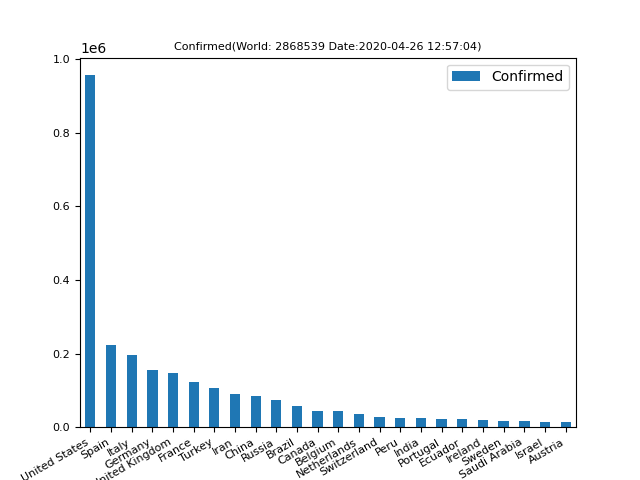 Confirmed(World: 2868539 Date:2020-04-26 12:57:04)
1e6
Confirmed
1.0
0.8
0.6
0.4
0.2
0.0
United States
Spain
Italy
Germany
United Kingdom
France
Turkey
Iran
China
Russia
Brazil
Canada
Belgium
Netherlands
Switzerland
Peru
India
Portugal
Ecuador
Ireland
Sweden
Saudi Arabia
Israel
Austria